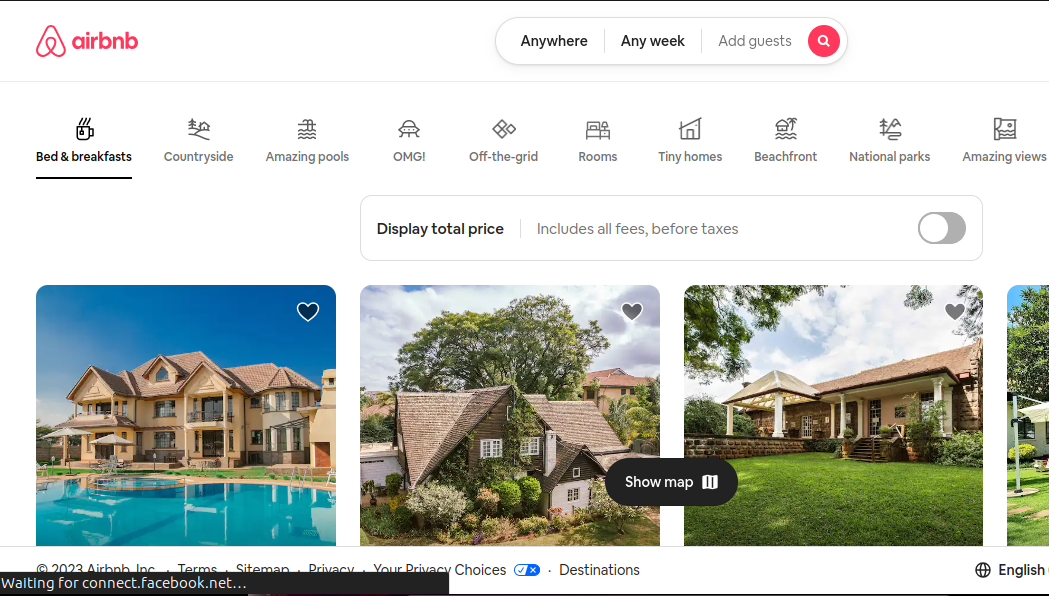 airbnb
Anywhere Any week Add guests
Bed & breakfasts Countryside Amazing pools OMG! Off-the-grid Rooms Tiny homes Beachfront National parks Amazing views
Display total price Includes all fees, before taxes
Show map
© 2023 Airbnb, Inc. · Terms · Sitemap · Privacy · Your Privacy Choices · Destinations English
Waiting for connect.facebook.net…